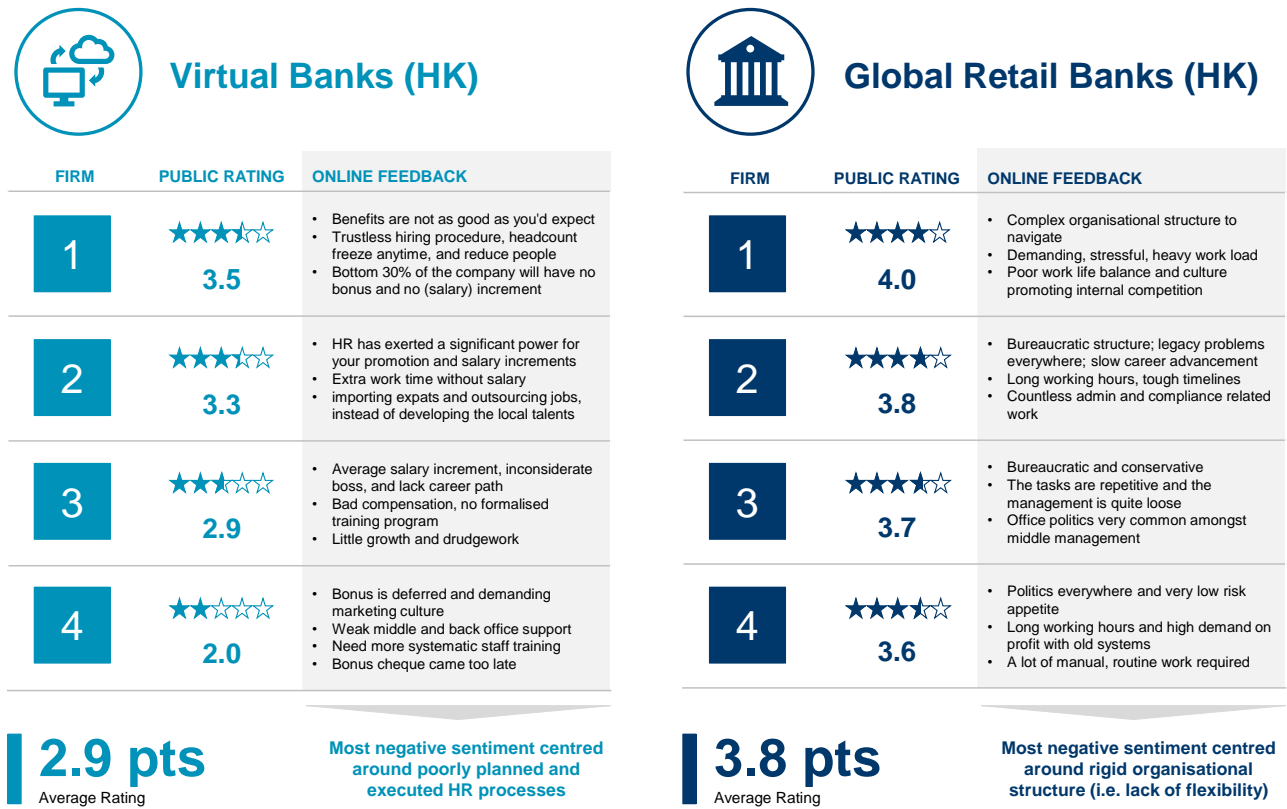 Virtual Banks (HK)
FIRM PUBLIC RATING ONLINE FEEDBACK
1
3.5
• Benefits are not as good as you'd expect
• Trustless hiring procedure, headcount
freeze anytime, and reduce people
• Bottom 30% of the company will have no
bonus and no (salary) increment
2
3.3
• HR has exerted a significant power for
your promotion and salary increments
• Extra work time without salary
• importing expats and outsourcing jobs,
instead of developing the local talents
3
2.9
• Average salary increment, inconsiderate
boss, and lack career path
• Bad compensation, no formalised
training program
• Little growth and drudgework
4
2.0
• Bonus is deferred and demanding
marketing culture
• Weak middle and back office support
• Need more systematic staff training
• Bonus cheque came too late
2.9 pts
Average Rating
Most negative sentiment centred
around poorly planned and
executed HR processes
Global Retail Banks (HK)
FIRM PUBLIC RATING ONLINE FEEDBACK
1
4.0
• Complex organisational structure to
navigate
• Demanding, stressful, heavy work load
• Poor work life balance and culture
promoting internal competition
2
3.8
• Bureaucratic structure; legacy problems
everywhere; slow career advancement
• Long working hours, tough timelines
• Countless admin and compliance related
work
3
3.7
• Bureaucratic and conservative
• The tasks are repetitive and the
management is quite loose
• Office politics very common amongst
middle management
4
3.6
• Politics everywhere and very low risk
appetite
• Long working hours and high demand on
profit with old systems
• A lot of manual, routine work required
3.8 pts
Average Rating
Most negative sentiment centred
around rigid organisational
structure (i.e. lack of flexibility)